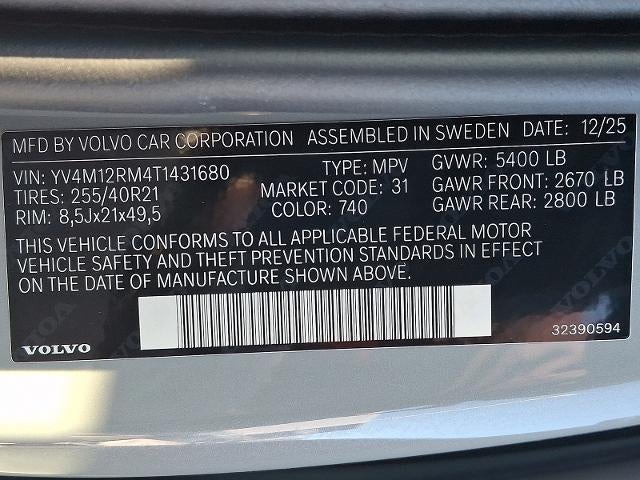 MFD BY VOLVO CAR CORPORATION ASSEMBLED IN SWEDEN DATE: 12/25
VIN: YV4M12RM4T1431680 TYPE: MPV GVWR: 5400 LB
TIRES: 255/40R21 MARKET CODE: 31 GAWR FRONT: 2670 LB
RIM: 8,5Jx21x49,5 COLOR: 740 GAWR REAR: 2800 LB
THIS VEHICLE CONFORMS TO ALL APPLICABLE FEDERAL MOTOR
VEHICLE SAFETY AND THEFT PREVENTION STANDARDS IN EFFECT
ON THE DATE OF MANUFACTURE SHOWN ABOVE.
VOLVO
32390594